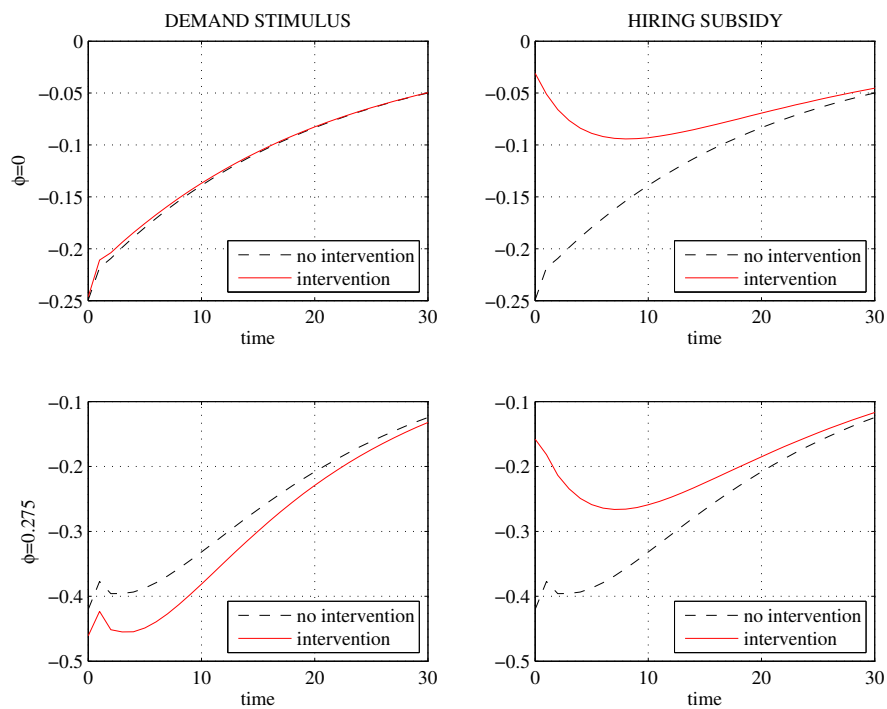 DEMAND STIMULUS
0
−0.05
−0.1
−0.15
−0.2
−0.25
φ=0
no intervention
intervention
0 10 20 30
time
HIRING SUBSIDY
0
−0.05
−0.1
−0.15
−0.2
−0.25
no intervention
intervention
0 10 20 30
time
−0.1
−0.2
−0.3
−0.4
−0.5
φ=0.275
no intervention
intervention
0 10 20 30
time
−0.1
−0.2
−0.3
−0.4
−0.5
no intervention
intervention
0 10 20 30
time